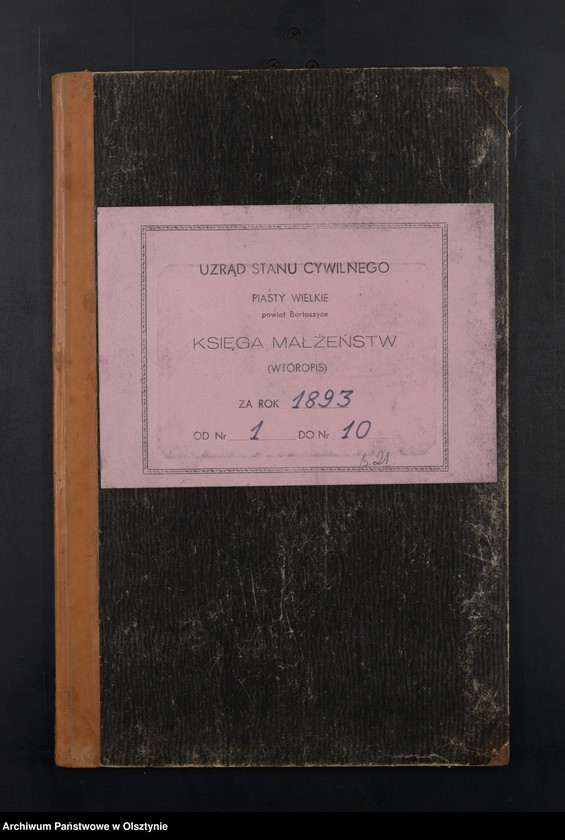 UZRĄD STANU CYWILNEGO
PIASTY WIELKIE
powiat Bartoszyce
KSIĘGA MAŁŻEŃSTW
(WTÓROPIS)
ZA ROK 1893
OD Nr 1 DO Nr 10
s. 21
Archiwum Państwowe w Olsztynie